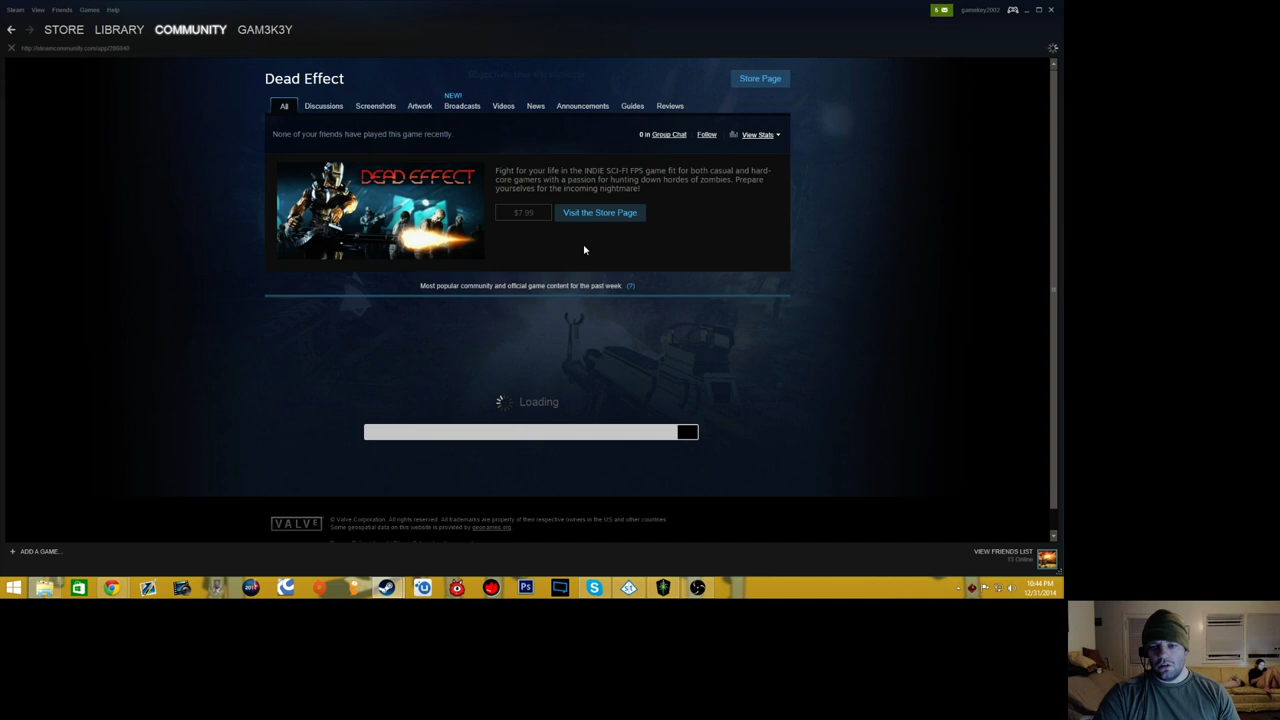 Steam View Friends Games Help
5
gamekey2002
STORE LIBRARY COMMUNITY GAM3K3Y
http://steamcommunity.com/app/286040
Dead Effect
Store Page
NEW!
All Discussions Screenshots Artwork Broadcasts Videos News Announcements Guides Reviews
None of your friends have played this game recently.
0 in Group Chat Follow View Stats
DEAD EFFECT
Fight for your life in the INDIE SCI-FI FPS game fit for both casual and hard-
core gamers with a passion for hunting down hordes of zombies. Prepare
yourselves for the incoming nightmare!
$7.99 Visit the Store Page
Most popular community and official game content for the past week. (?)
Loading
VALVE
© Valve Corporation. All rights reserved. All trademarks are property of their respective owners in the US and other countries.
Some geospatial data on this website is provided by geonames.org
+ ADD A GAME...
VIEW FRIENDS LIST
13 Online
Ps
10:44 PM
12/31/2014